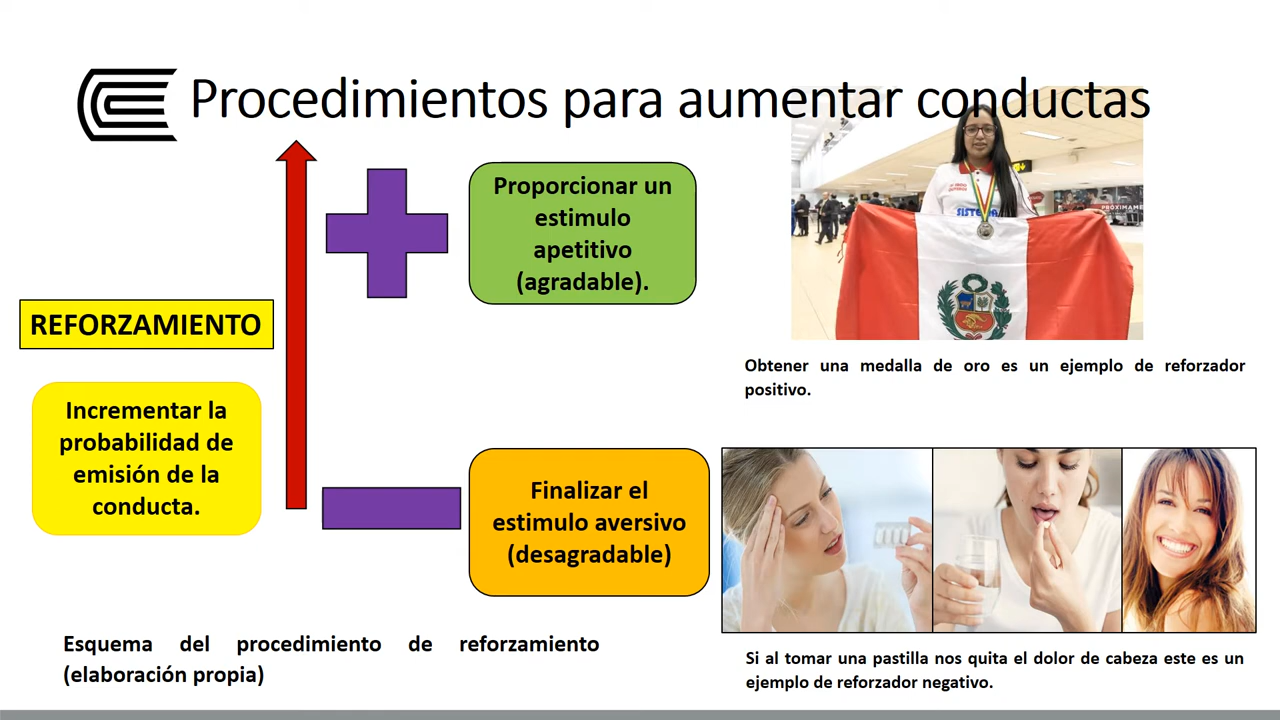 Procedimientos para aumentar conductas
Proporcionar un
estimulo
apetitivo
(agradable).
REFORZAMIENTO
Incrementar la
probabilidad de
emisión de la
conducta.
Finalizar el
estimulo aversivo
(desagradable)
Esquema del procedimiento de reforzamiento
(elaboración propia)
SISTEMA
PRÓXIMAME
Obtener una medalla de oro es un ejemplo de reforzador
positivo.
Si al tomar una pastilla nos quita el dolor de cabeza este es un
ejemplo de reforzador negativo.